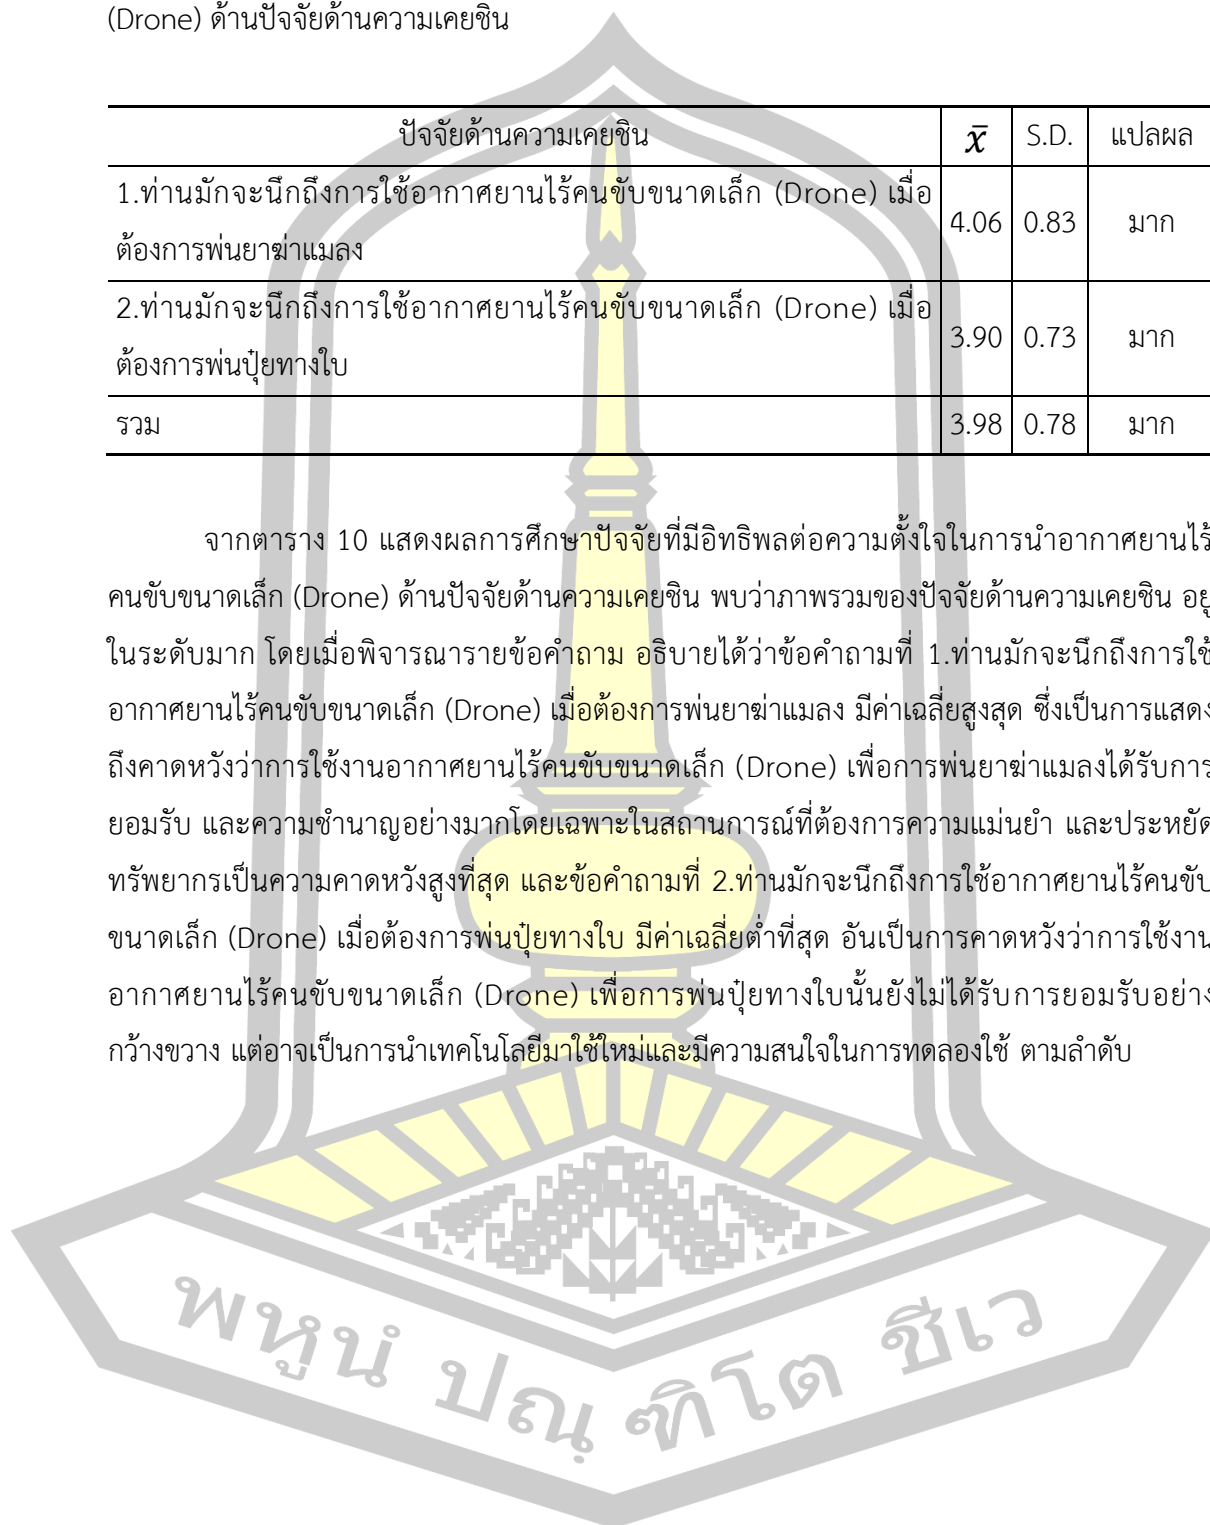 (Drone) ด้านปัจจัยด้านความเคยชิน
ปัจจัยด้านความเคยชิน x̄ S.D. แปลผล
1.ท่านมักจะนึกถึงการใช้อากาศยานไร้คนขับขนาดเล็ก (Drone) เมื่อ
ต้องการพ่นยาฆ่าแมลง 4.06 0.83 มาก
2.ท่านมักจะนึกถึงการใช้อากาศยานไร้คนขับขนาดเล็ก (Drone) เมื่อ
ต้องการพ่นปุ๋ยทางใบ 3.90 0.73 มาก
รวม 3.98 0.78 มาก
จากตาราง 10 แสดงผลการศึกษาปัจจัยที่มีอิทธิพลต่อความตั้งใจในการนำอากาศยานไร้
คนขับขนาดเล็ก (Drone) ด้านปัจจัยด้านความเคยชิน พบว่าภาพรวมของปัจจัยด้านความเคยชิน อยู่
ในระดับมาก โดยเมื่อพิจารณารายข้อคำถาม อธิบายได้ว่าข้อคำถามที่ 1.ท่านมักจะนึกถึงการใช้
อากาศยานไร้คนขับขนาดเล็ก (Drone) เมื่อต้องการพ่นยาฆ่าแมลง มีค่าเฉลี่ยสูงสุด ซึ่งเป็นการแสดง
ถึงคาดหวังว่าการใช้งานอากาศยานไร้คนขับขนาดเล็ก (Drone) เพื่อการพ่นยาฆ่าแมลงได้รับการ
ยอมรับ และความชำนาญอย่างมากโดยเฉพาะในสถานการณ์ที่ต้องการความแม่นยำ และประหยัด
ทรัพยากรเป็นความคาดหวังสูงที่สุด และข้อคำถามที่ 2.ท่านมักจะนึกถึงการใช้อากาศยานไร้คนขับ
ขนาดเล็ก (Drone) เมื่อต้องการพ่นปุ๋ยทางใบ มีค่าเฉลี่ยต่ำที่สุด อันเป็นการคาดหวังว่าการใช้งาน
อากาศยานไร้คนขับขนาดเล็ก (Drone) เพื่อการพ่นปุ๋ยทางใบนั้นยังไม่ได้รับการยอมรับอย่าง
กว้างขวาง แต่อาจเป็นการนำเทคโนโลยีมาใช้ใหม่และมีความสนใจในการทดลองใช้ ตามลำดับ
พหูนํ ปณฺฑิโต ชีเว